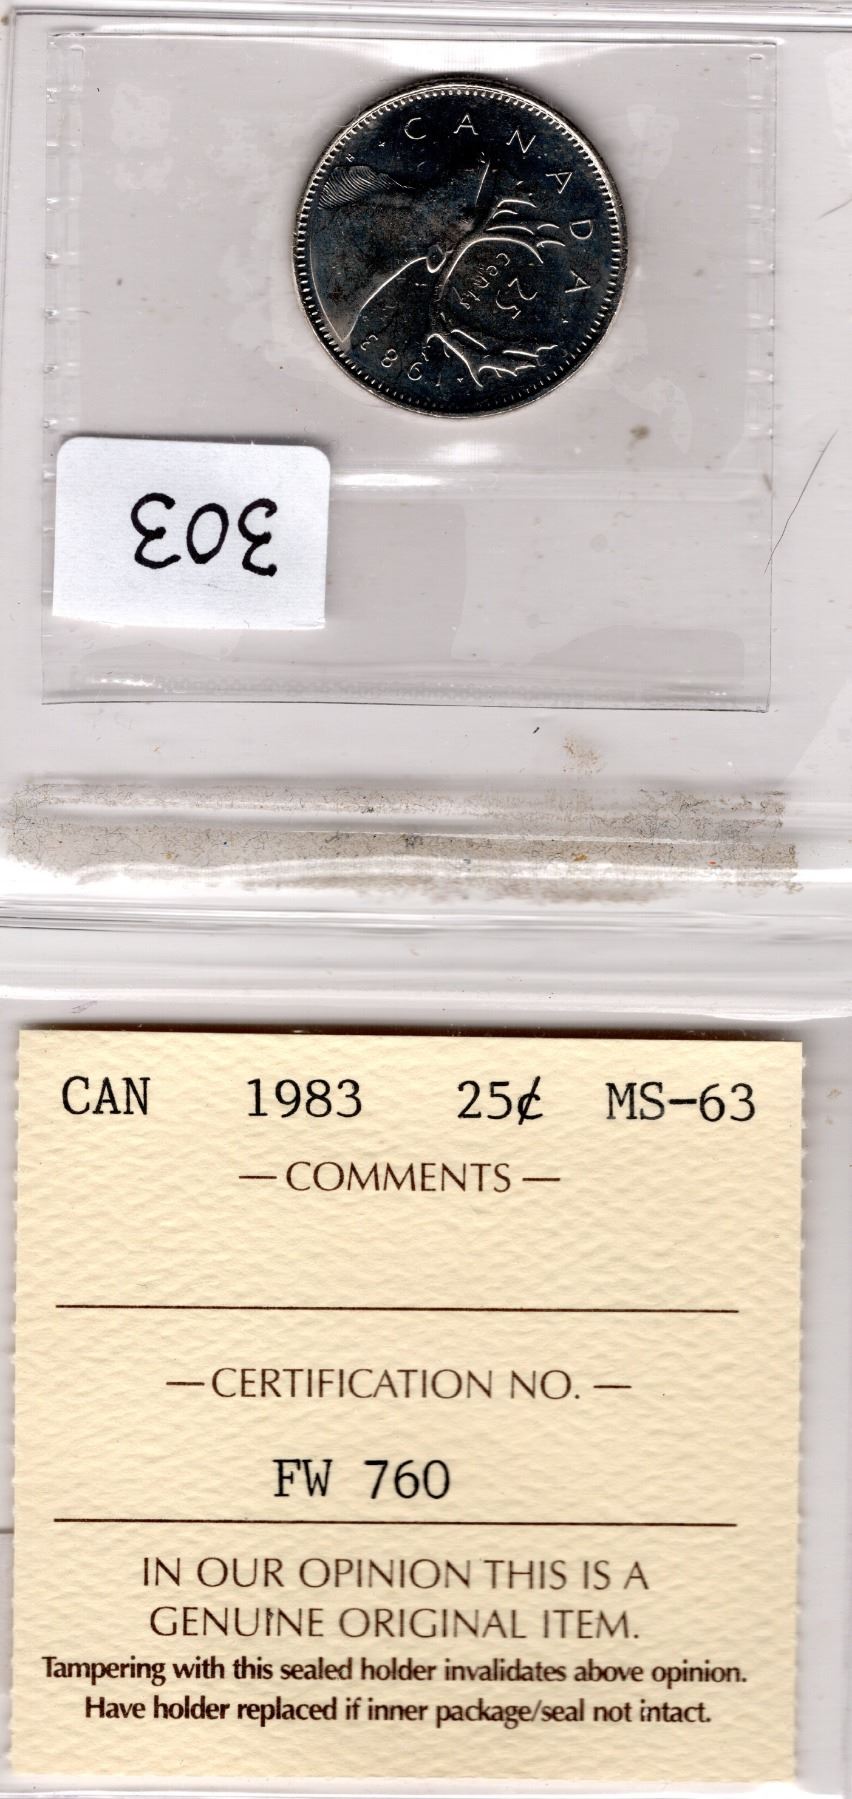 CANADA
25
cents
1983
303
CAN 1983 25¢ MS-63
— COMMENTS —
— CERTIFICATION NO. —
FW 760
IN OUR OPINION THIS IS A
GENUINE ORIGINAL ITEM.
Tampering with this sealed holder invalidates above opinion.
Have holder replaced if inner package/seal not intact.